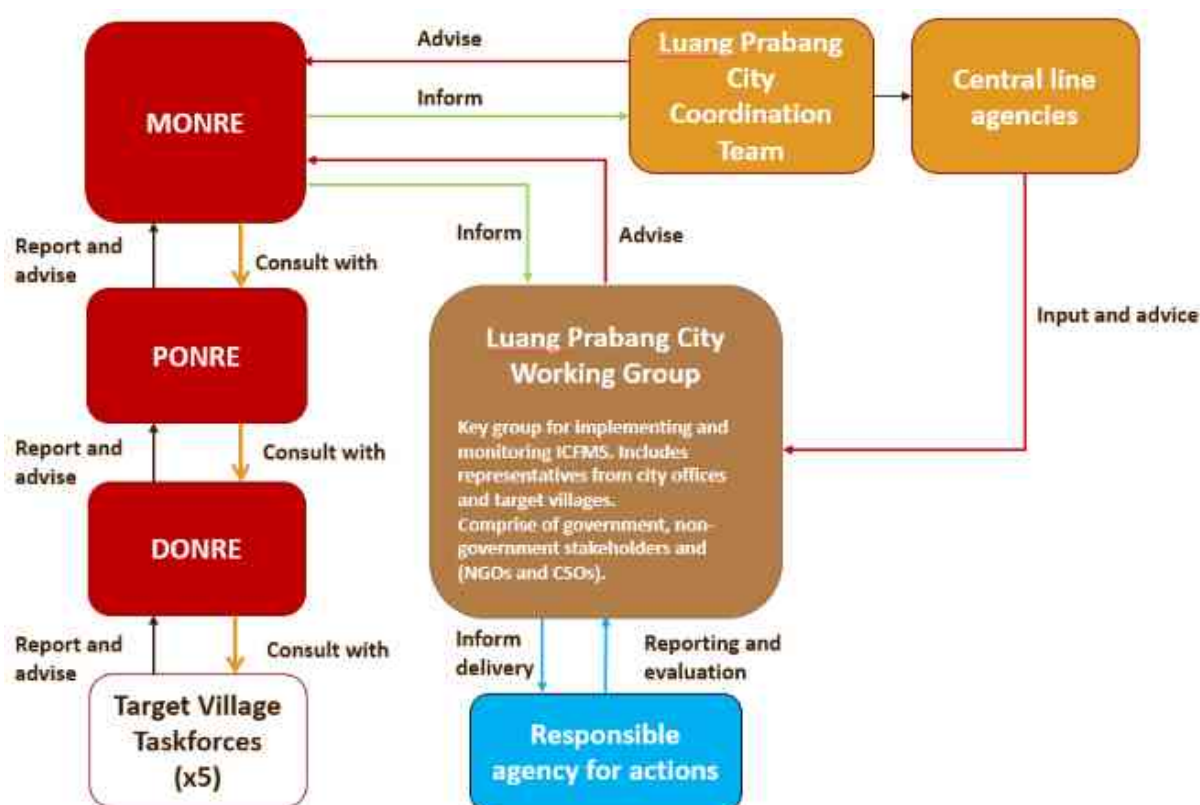 MONRE
Advise
Inform
Luang Prabang
City
Coordination
Team
Central line
agencies
Inform
Advise
Report and
advise
Consult with
PONRE
Report and
advise
Consult with
DONRE
Report and
advise
Consult with
Target Village
Taskforces
(x5)
Luang Prabang City
Working Group
Key group for implementing and
monitoring ICFMS. Includes
representatives from city offices
and target villages.
Comprise of government, non-
government stakeholders and
(NGOs and CSOs).
Input and advice
Inform
delivery
Reporting and
evaluation
Responsible
agency for actions